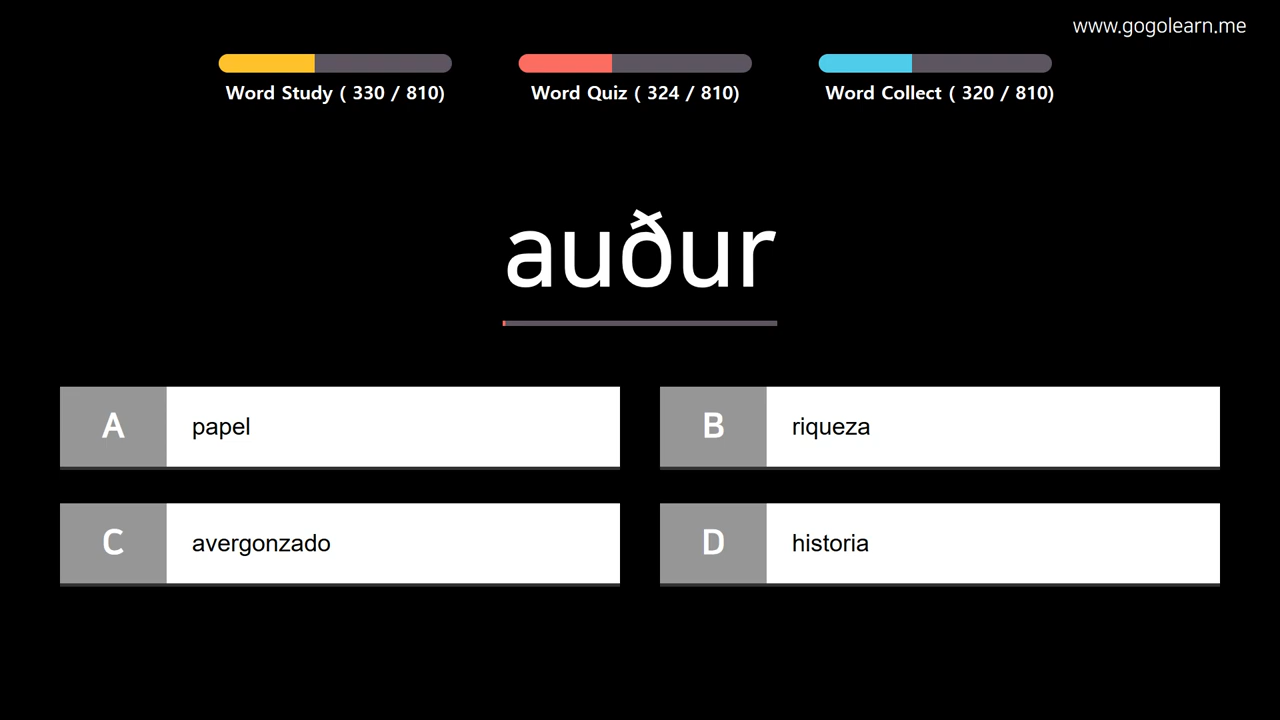 www.gogolearn.me
Word Study ( 330 / 810)
Word Quiz ( 324 / 810)
Word Collect ( 320 / 810)
auður
A papel
B riqueza
C avergonzado
D historia